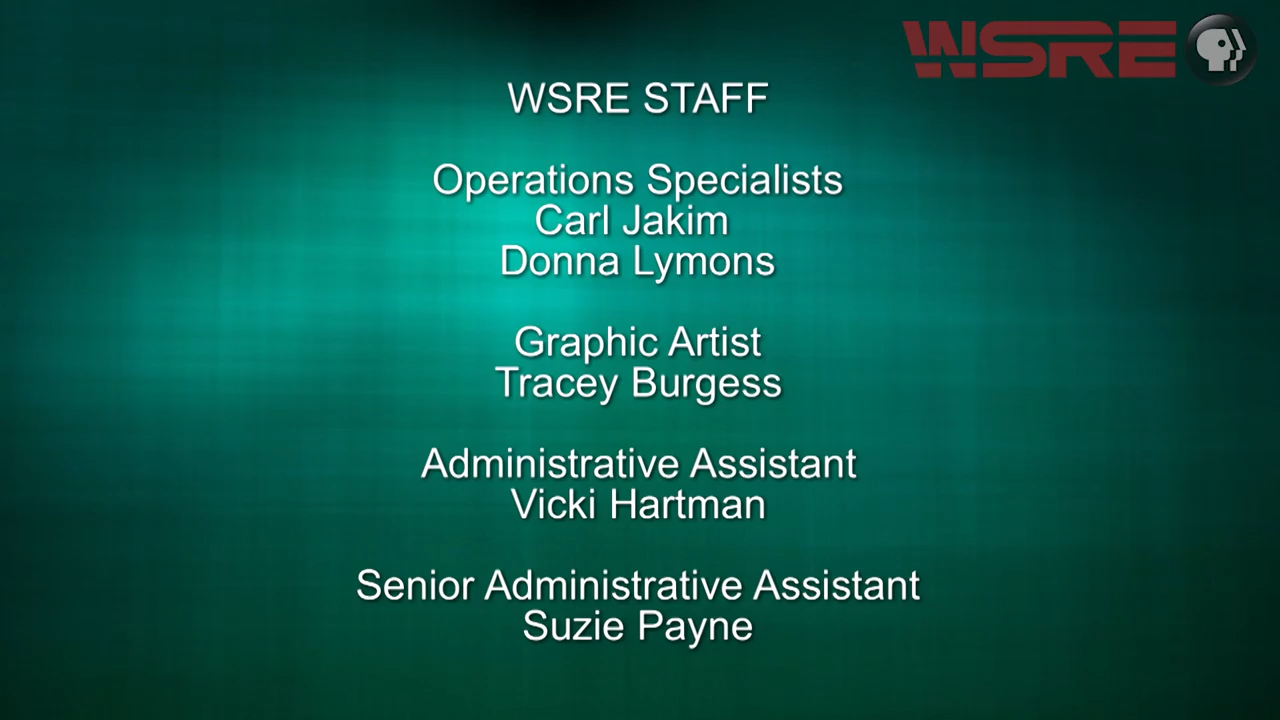 WSRE
WSRE STAFF
Operations Specialists
Carl Jakim
Donna Lymons
Graphic Artist
Tracey Burgess
Administrative Assistant
Vicki Hartman
Senior Administrative Assistant
Suzie Payne